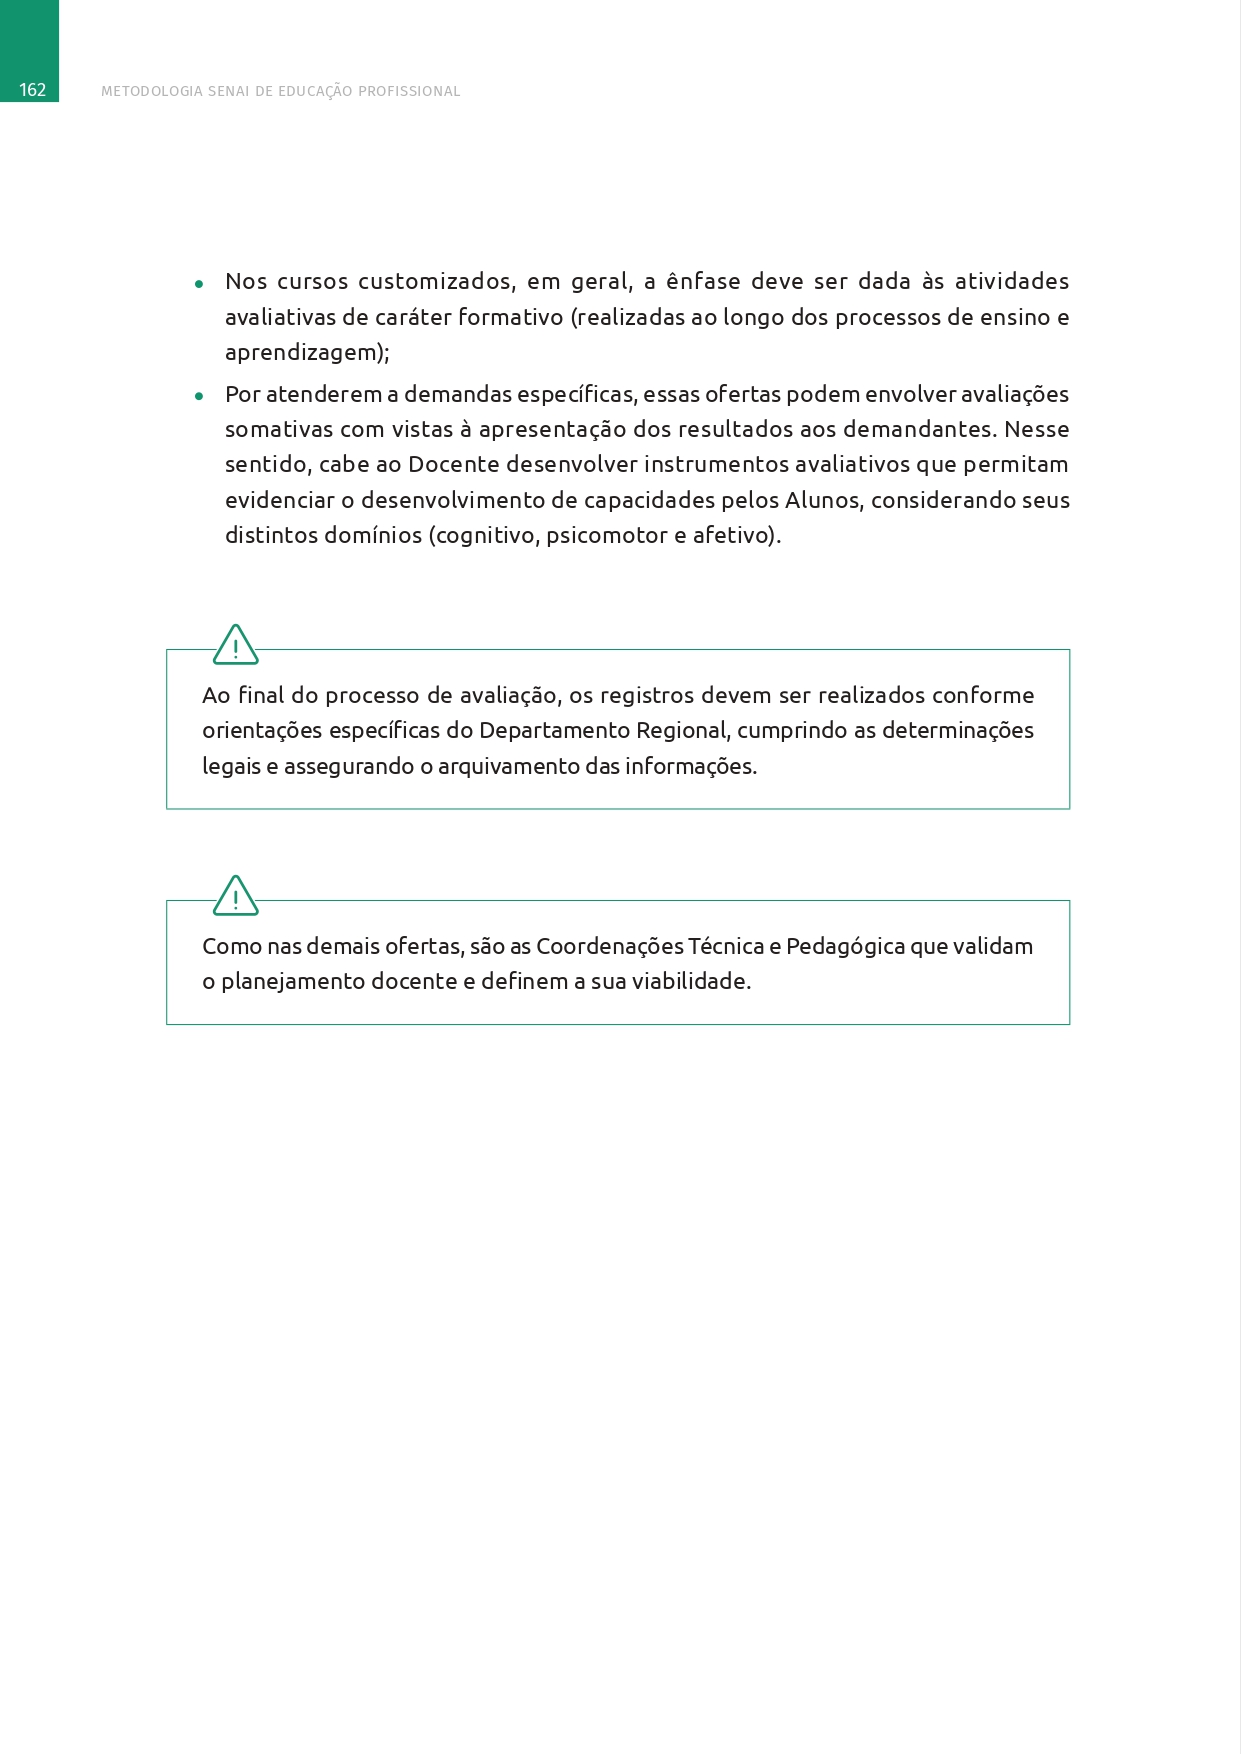 162
METODOLOGIA SENAI DE EDUCAÇÃO PROFISSIONAL
• Nos cursos customizados, em geral, a ênfase deve ser dada às atividades
avaliativas de caráter formativo (realizadas ao longo dos processos de ensino e
aprendizagem);
• Por atenderem a demandas específicas, essas ofertas podem envolver avaliações
somativas com vistas à apresentação dos resultados aos demandantes. Nesse
sentido, cabe ao Docente desenvolver instrumentos avaliativos que permitam
evidenciar o desenvolvimento de capacidades pelos Alunos, considerando seus
distintos domínios (cognitivo, psicomotor e afetivo).
Ao final do processo de avaliação, os registros devem ser realizados conforme
orientações específicas do Departamento Regional, cumprindo as determinações
legais e assegurando o arquivamento das informações.
Como nas demais ofertas, são as Coordenações Técnica e Pedagógica que validam
o planejamento docente e definem a sua viabilidade.